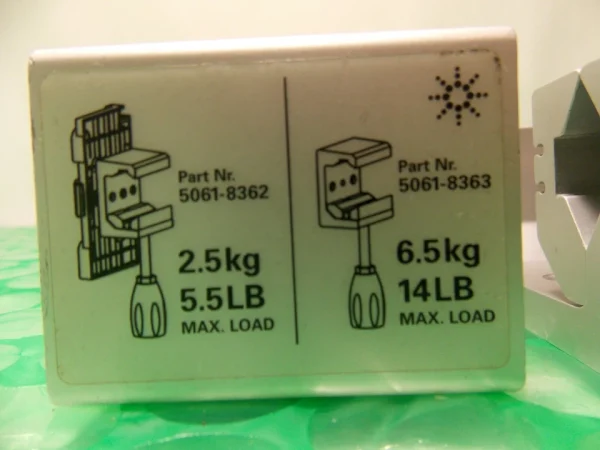 Part Nr.
5061-8362
2.5kg
5.5LB
MAX. LOAD
Part Nr.
5061-8363
6.5kg
14LB
MAX. LOAD